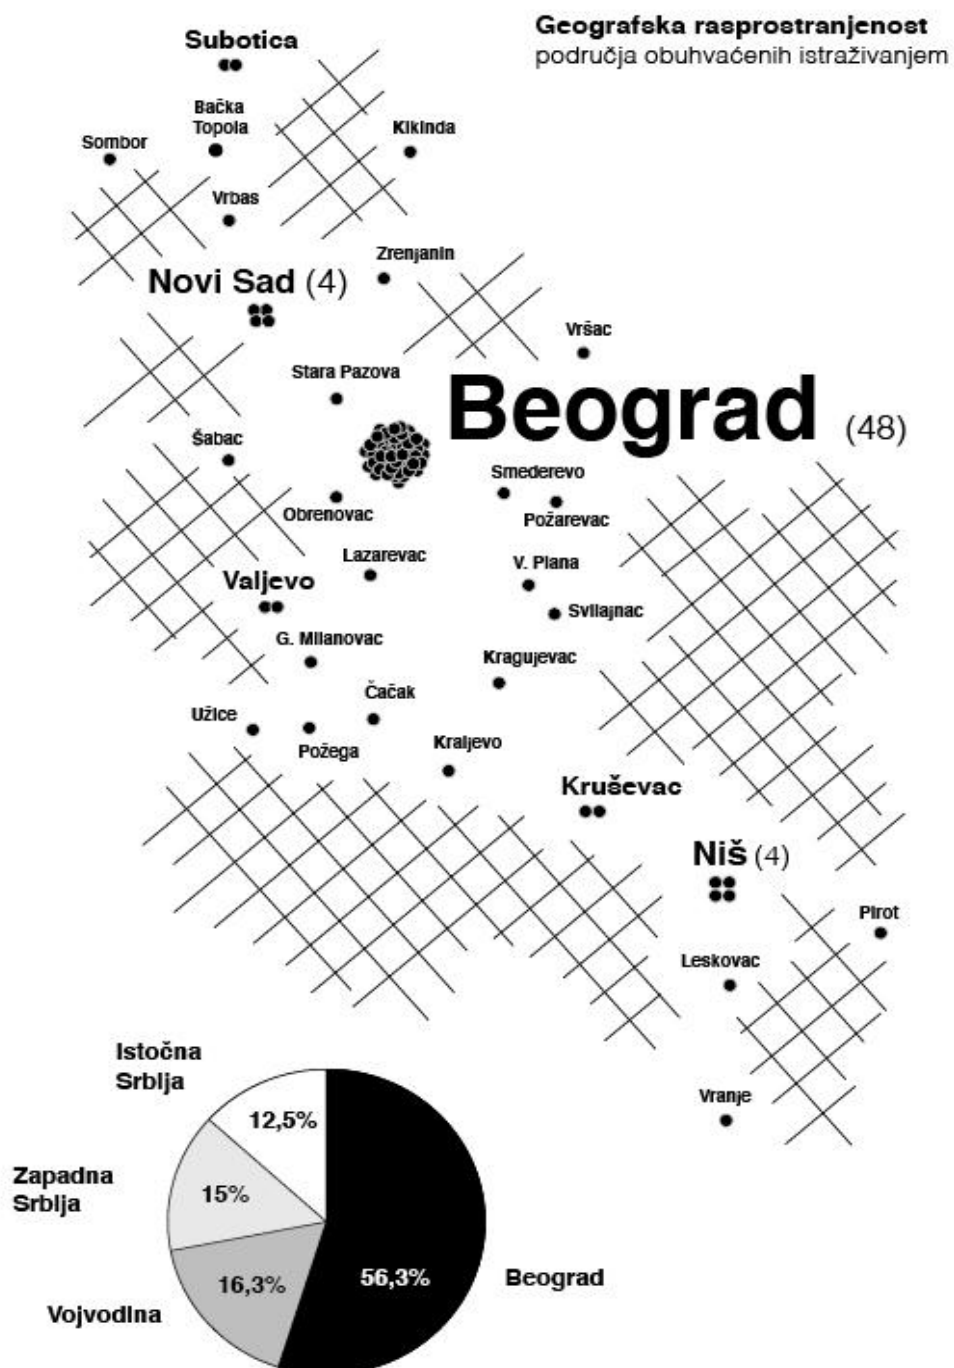 Geografska rasprostranjenost
područja obuhvaćenih istraživanjem
Subotica
Bačka
Topola
Sombor
Kikinda
Vrbas
Zrenjanin
Novi Sad (4)
Vršac
Stara Pazova
Beograd (48)
Šabac
Smederevo
Obrenovac
Požarevac
Lazarevac
V. Plana
Valjevo
Svilajnac
G. Milanovac
Kragujevac
Čačak
Užice
Požega
Kraljevo
Kruševac
Niš (4)
Pirot
Leskovac
Vranje
Istočna
Srbija
12,5%
Zapadna
Srbija
15%
16,3%
56,3%
Beograd
Vojvodina